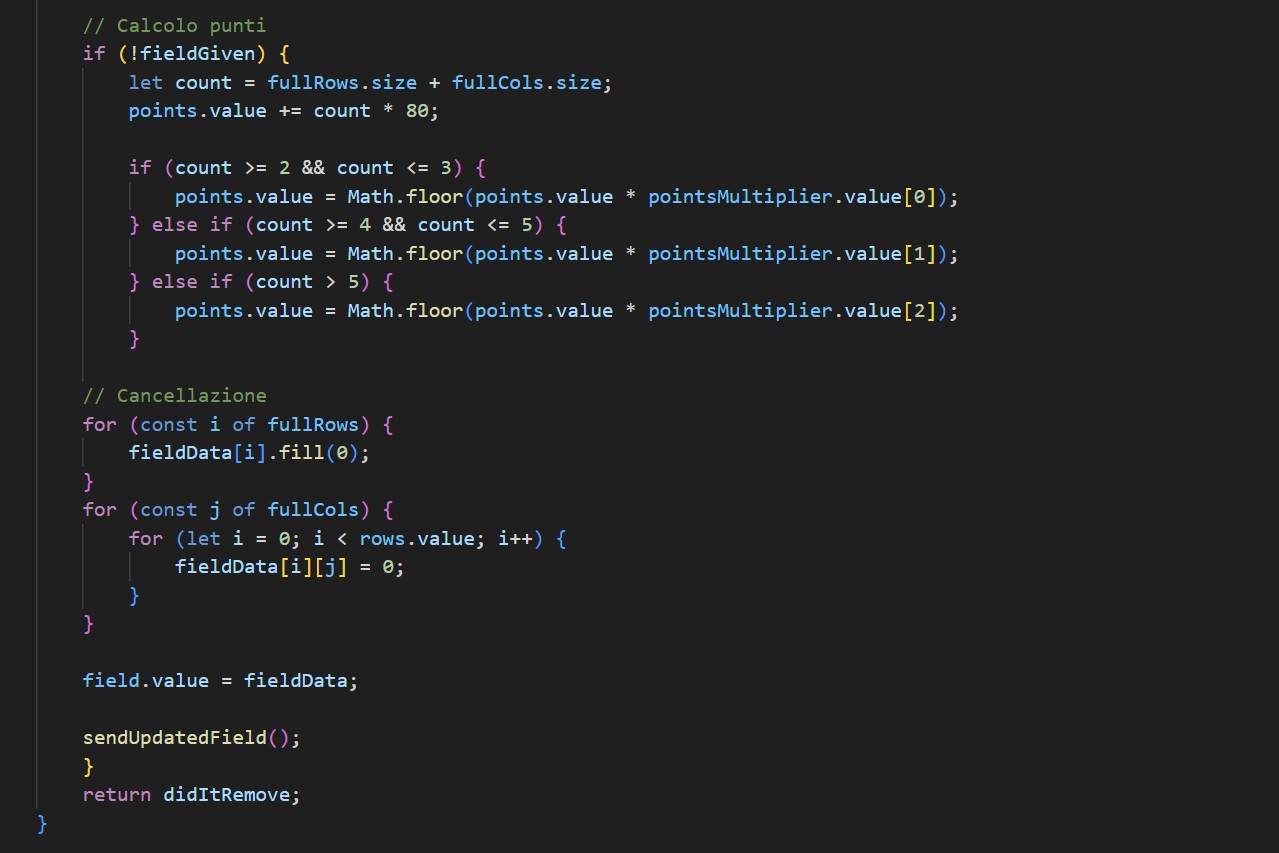 // Calcolo punti
if (!fieldGiven) {
let count = fullRows.size + fullCols.size;
points.value += count * 80;
if (count >= 2 && count <= 3) {
points.value = Math.floor(points.value * pointsMultiplier.value[0]);
} else if (count >= 4 && count <= 5) {
points.value = Math.floor(points.value * pointsMultiplier.value[1]);
} else if (count > 5) {
points.value = Math.floor(points.value * pointsMultiplier.value[2]);
}
// Cancellazione
for (const i of fullRows) {
fieldData[i].fill(0);
}
for (const j of fullCols) {
for (let i = 0; i < rows.value; i++) {
fieldData[i][j] = 0;
}
}
field.value = fieldData;
sendUpdatedField();
}
return didItRemove;
}